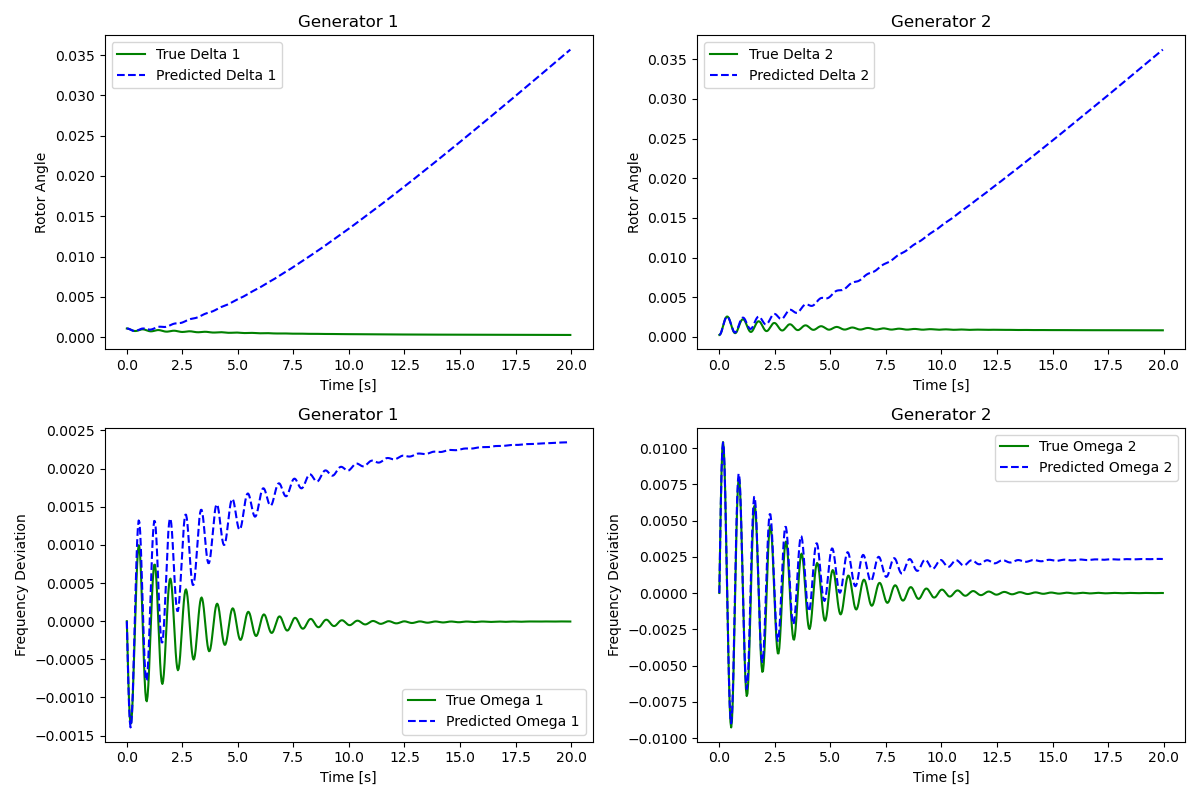 Generator 1
True Delta 1
Predicted Delta 1
Rotor Angle
0.035
0.030
0.025
0.020
0.015
0.010
0.005
0.000
0.0 2.5 5.0 7.5 10.0 12.5 15.0 17.5 20.0
Time [s]
Generator 2
True Delta 2
Predicted Delta 2
Rotor Angle
0.035
0.030
0.025
0.020
0.015
0.010
0.005
0.000
0.0 2.5 5.0 7.5 10.0 12.5 15.0 17.5 20.0
Time [s]
Generator 1
Frequency Deviation
0.0025
0.0020
0.0015
0.0010
0.0005
0.0000
−0.0005
−0.0010
−0.0015
True Omega 1
Predicted Omega 1
0.0 2.5 5.0 7.5 10.0 12.5 15.0 17.5 20.0
Time [s]
Generator 2
True Omega 2
Predicted Omega 2
Frequency Deviation
0.0100
0.0075
0.0050
0.0025
0.0000
−0.0025
−0.0050
−0.0075
−0.0100
0.0 2.5 5.0 7.5 10.0 12.5 15.0 17.5 20.0
Time [s]